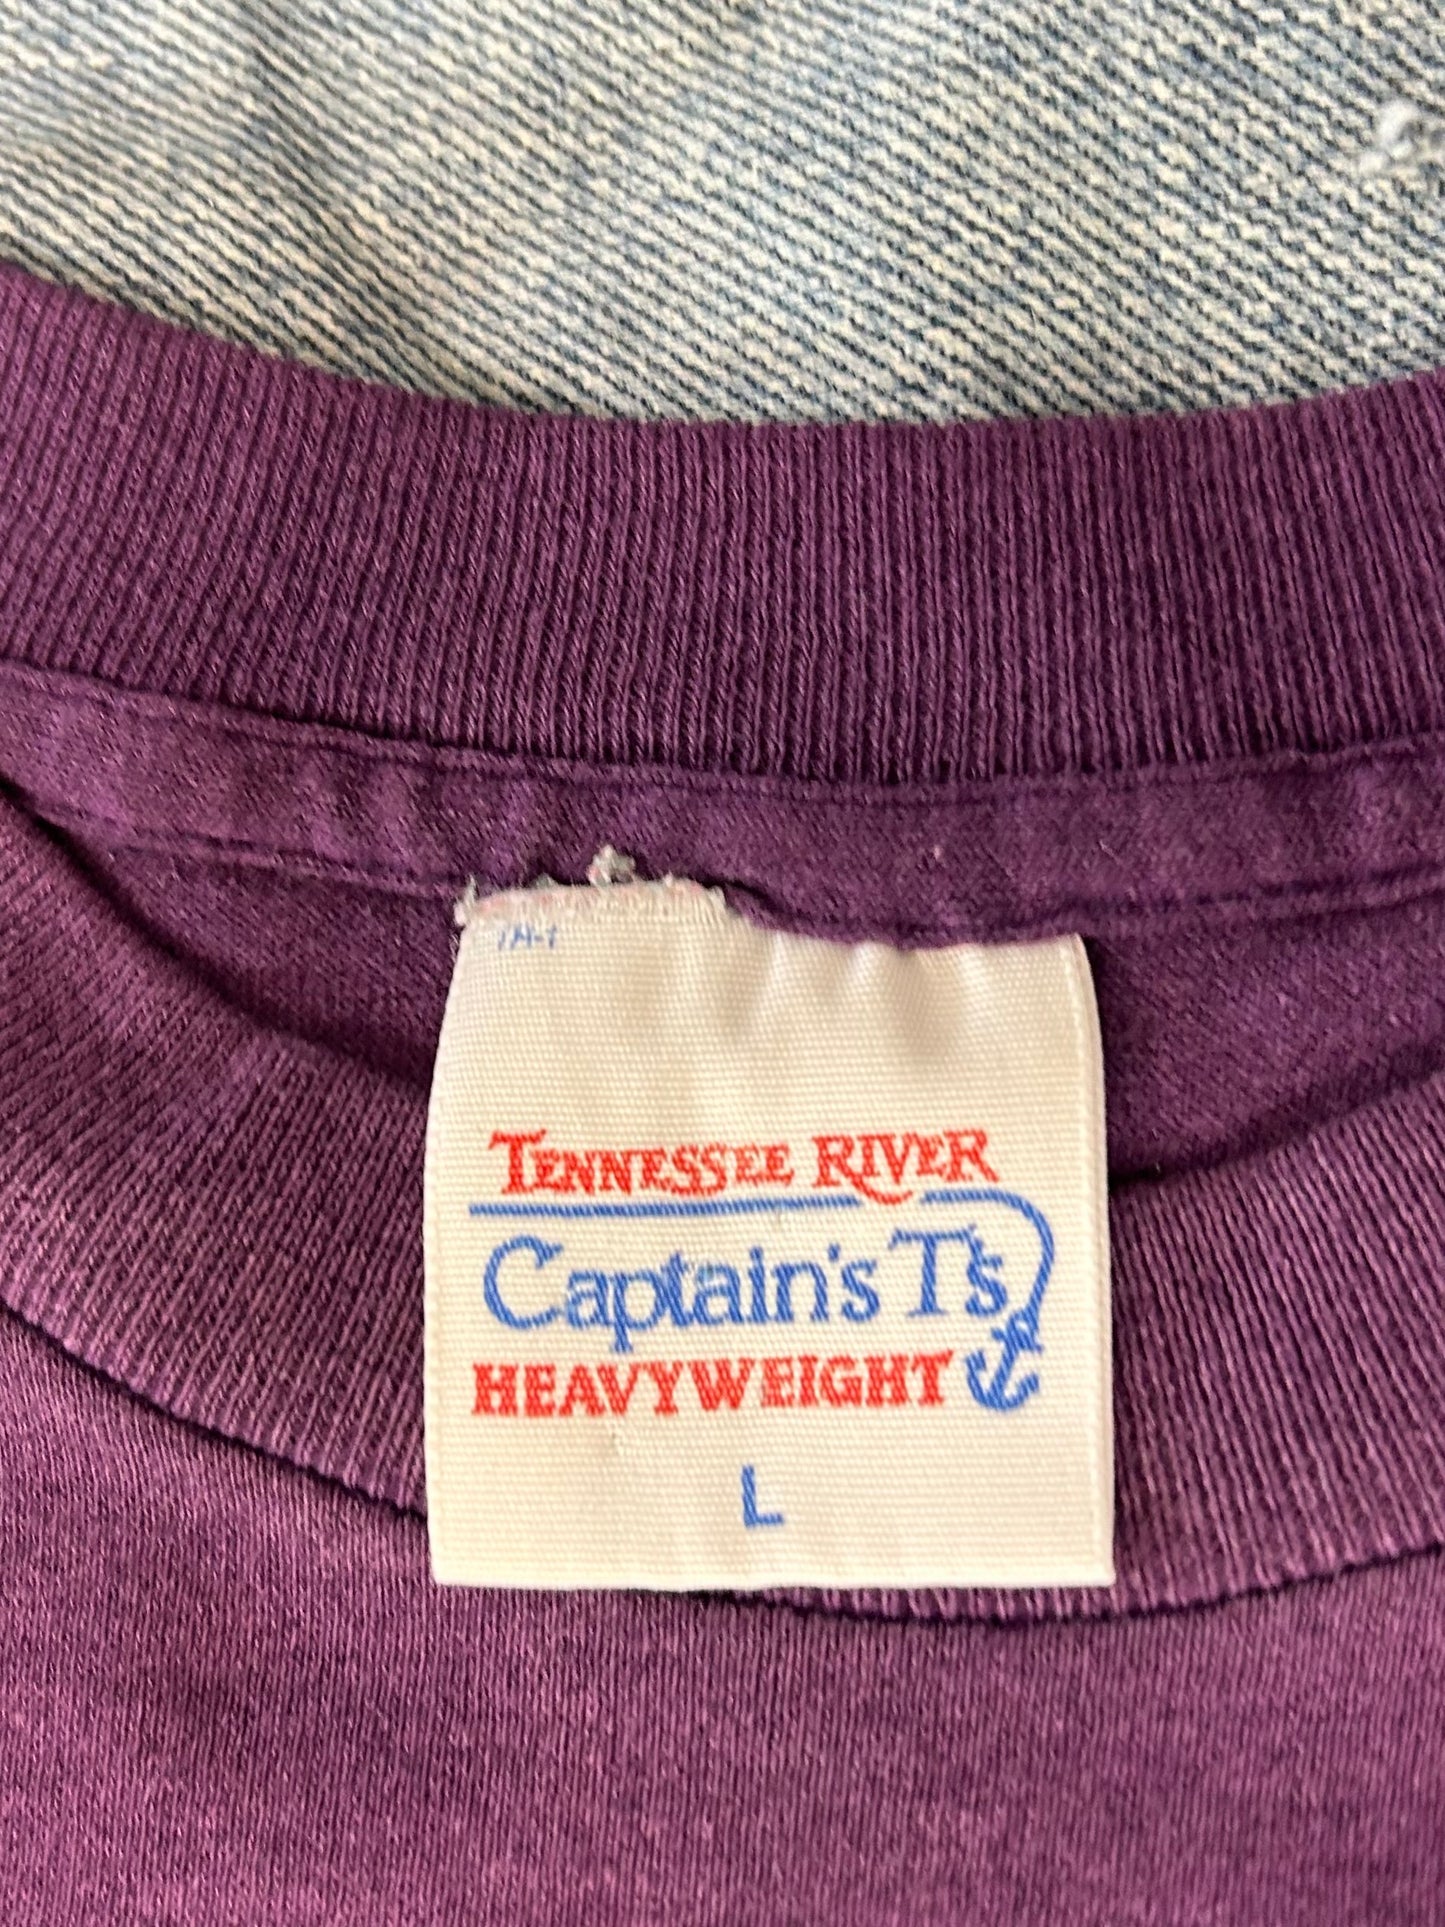 TENNESSEE RIVER
Captain's T's
HEAVYWEIGHT
L